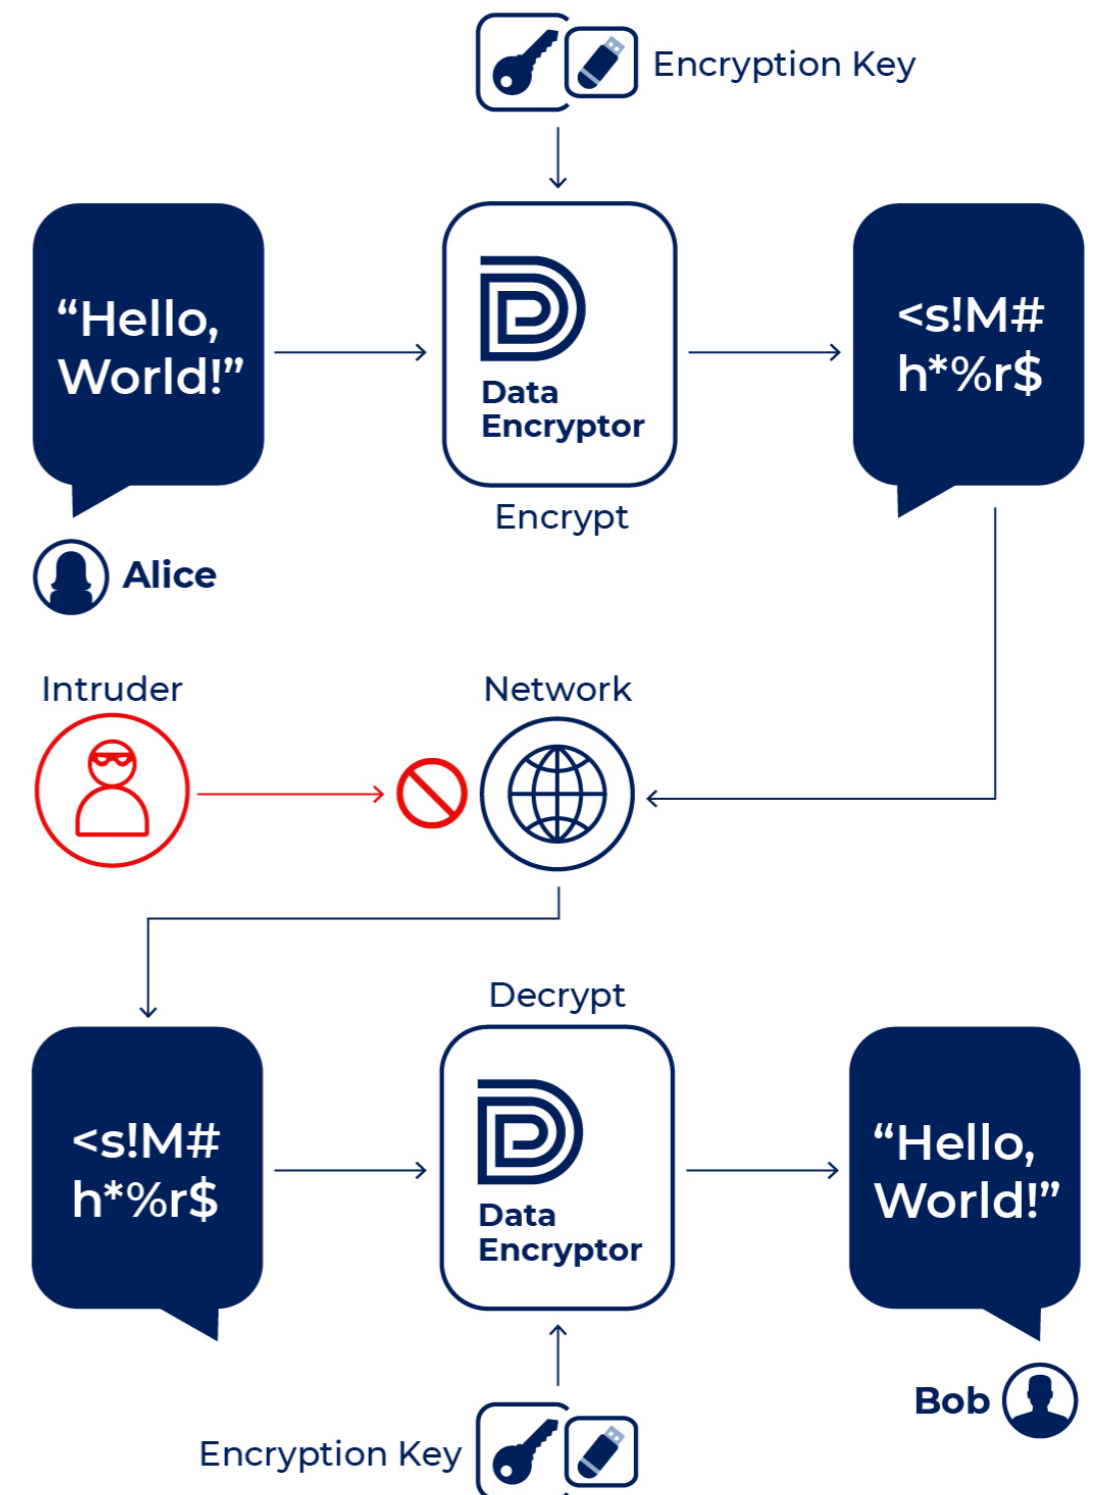 Encryption Key
“Hello,
World!”
Data
Encryptor
<s!M#
h*%r$
Encrypt
Alice
Intruder
Network
Decrypt
<s!M#
h*%r$
Data
Encryptor
“Hello,
World!”
Bob
Encryption Key